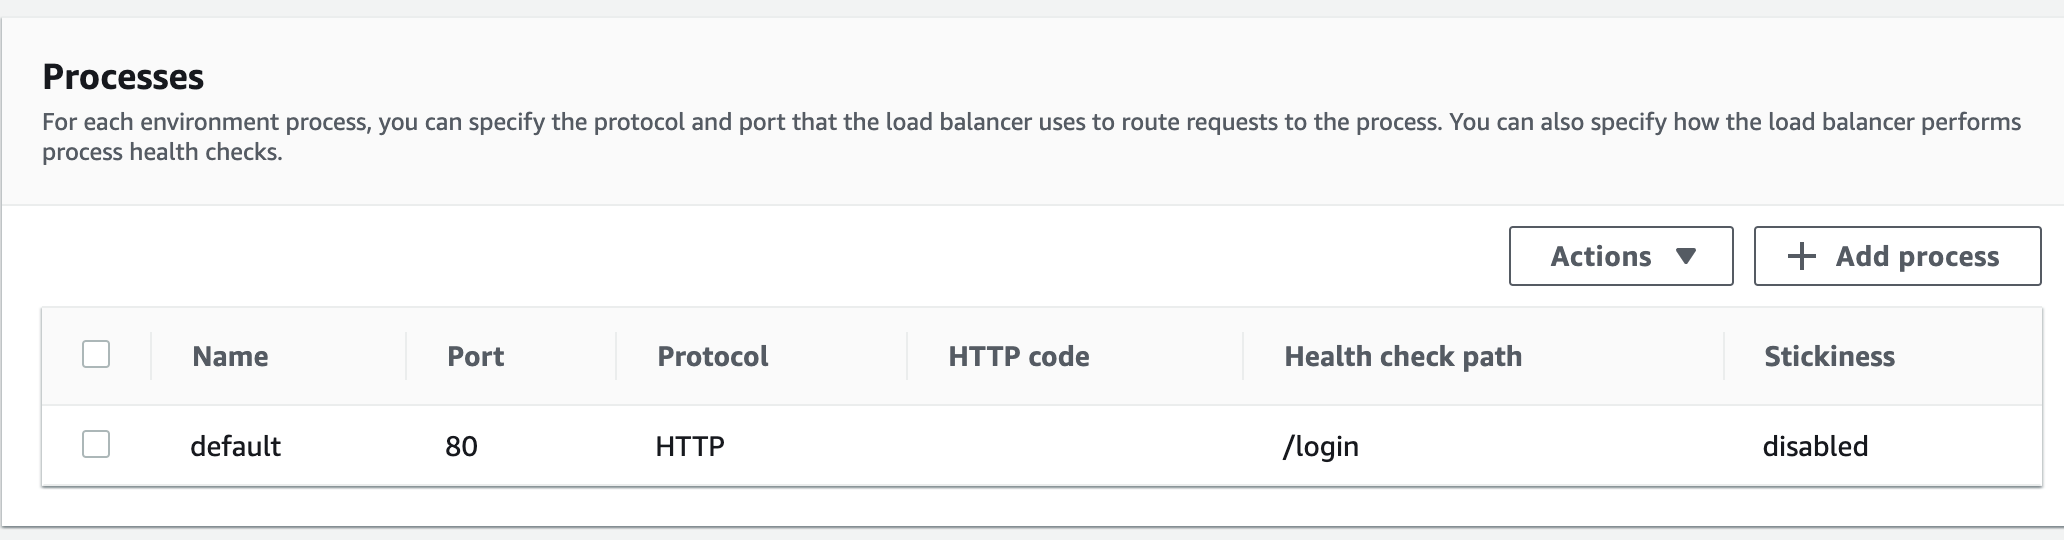 Processes
For each environment process, you can specify the protocol and port that the load balancer uses to route requests to the process. You can also specify how the load balancer performs
process health checks.
Actions
Add process
Name Port Protocol HTTP code Health check path Stickiness
default 80 HTTP /login disabled